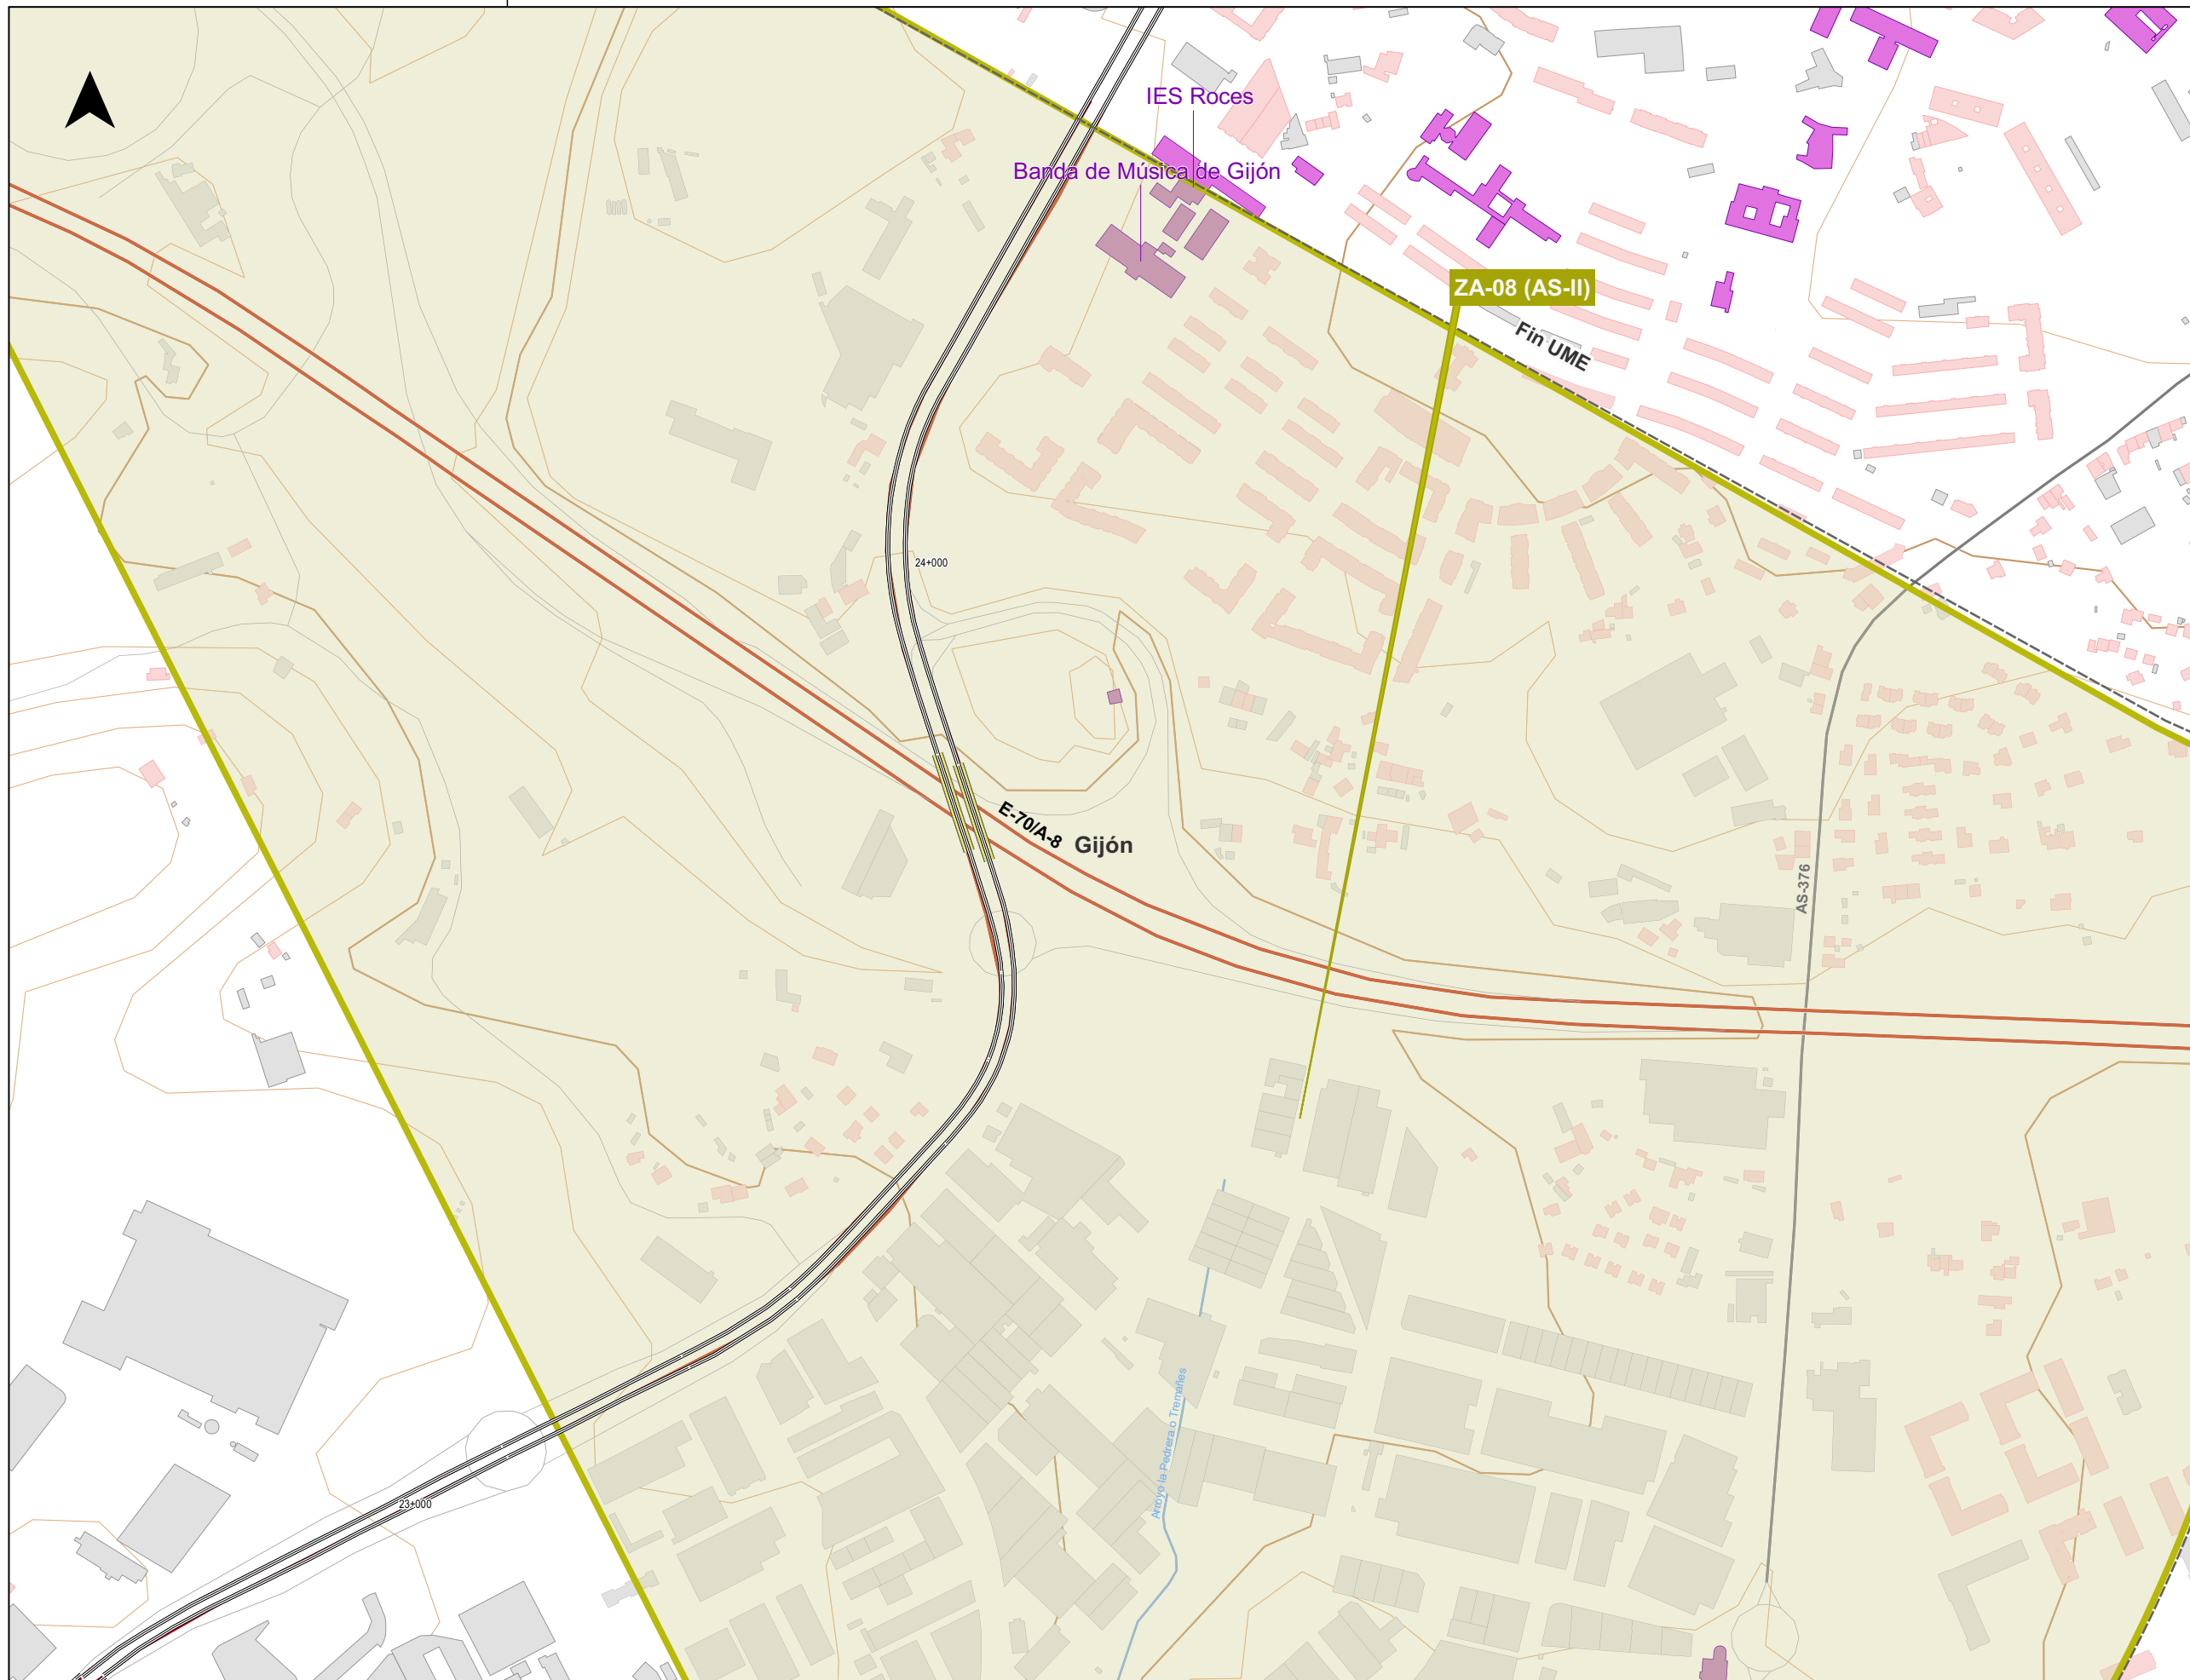 IES Roces
Banda de Música de Gijón
ZA-08 (AS-II)
Fin UME
24+000
E-70/A-8
Gijón
AS-376
Arroyo la Pedrera o Tremañes
23+000